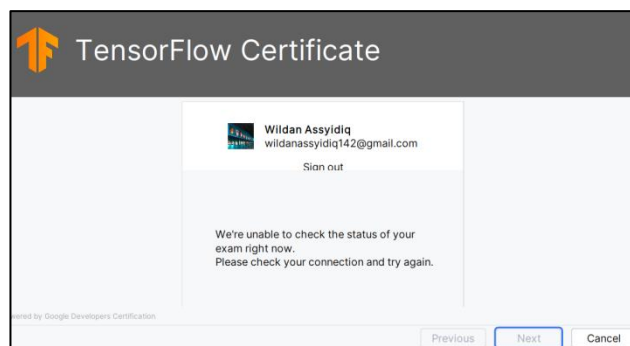 TensorFlow Certificate
Wildan Assyidiq
wildanassyidiq142@gmail.com
Sign out
We're unable to check the status of your
exam right now.
Please check your connection and try again.
wered by Google Developers Certification
Previous Next Cancel